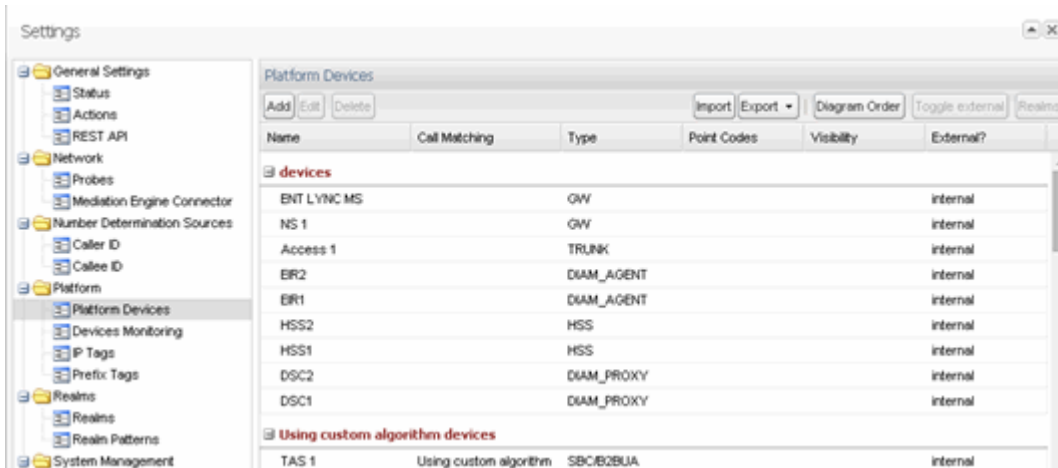 Settings
General Settings
Status
Actions
REST API
Network
Probes
Mediation Engine Connector
Number Determination Sources
Caller ID
Callee ID
Platform
Platform Devices
Devices Monitoring
IP Tags
Prefix Tags
Realms
Realms
Realm Patterns
System Management
Platform Devices
Add Edit Delete Import Export Diagram Order Toggle external Realms
Name Call Matching Type Point Codes Visibility External?
devices
ENT LYNC MS GW internal
NS 1 GW internal
Access 1 TRUNK internal
EIR2 DIAM_AGENT internal
EIR1 DIAM_AGENT internal
HSS2 HSS internal
HSS1 HSS internal
DSC2 DIAM_PROXY internal
DSC1 DIAM_PROXY internal
Using custom algorithm devices
TAS 1 Using custom algorithm SBC/B2BUA internal